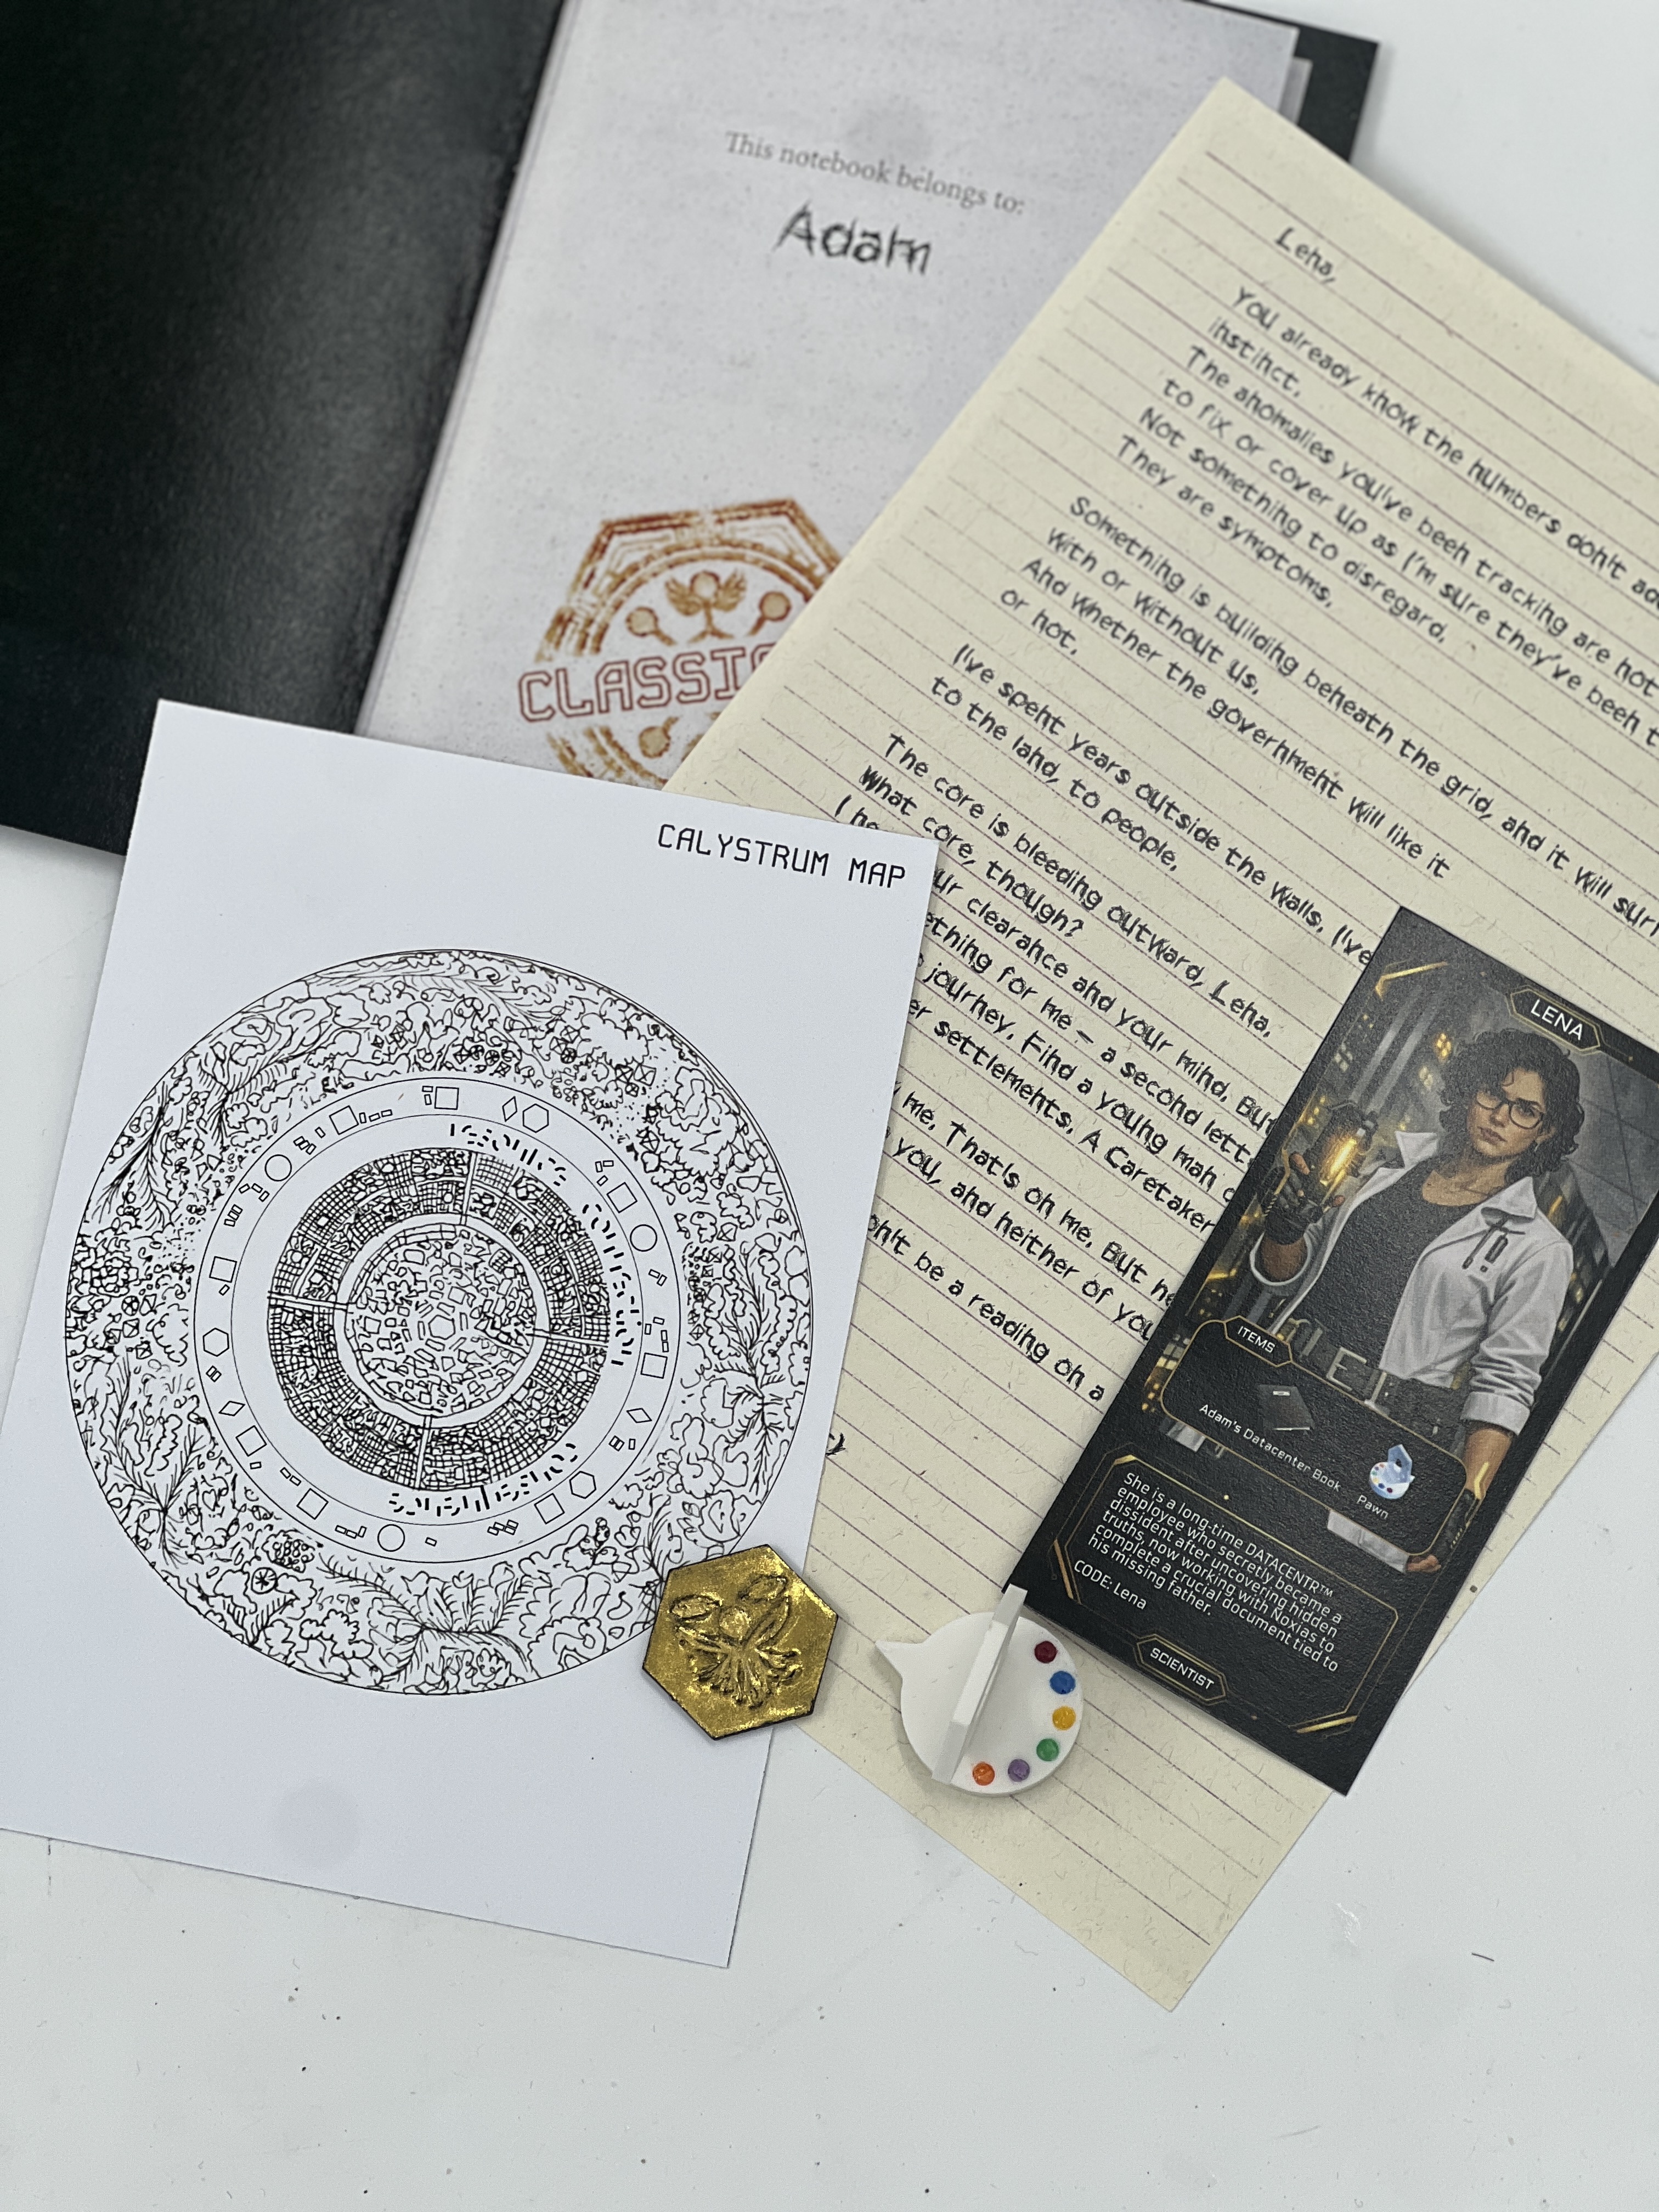 This notebook belongs to:
Adam
CLASSI
Lena,
You already know the numbers don't
instinct.
The anomalies you've been tracking are not
to fix or cover up as I'm sure they've been
Not something to disregard.
They are symptoms.
Something is building beneath the grid, and it will
With or without us.
And whether the government will like it
or not.
I've spent years outside the walls. I've
to the land, to people.
The core is bleeding outward, Lena.
What core, though?
clearance and your mind. But
for me – a second
journey. Find a young man
settlements. A Caretaker
me. That's on me. But
you, and neither of you
be a reading on a
CALYSTRUM MAP
LENA
ITEMS
Adam's Datacenter Book
Pawn
She is a long-time DATACENTR™
employee who secretly became a
dissident after uncovering hidden
truths, now working with Noxias to
complete a crucial document tied to
his missing father.
CODE: Lena
SCIENTIST